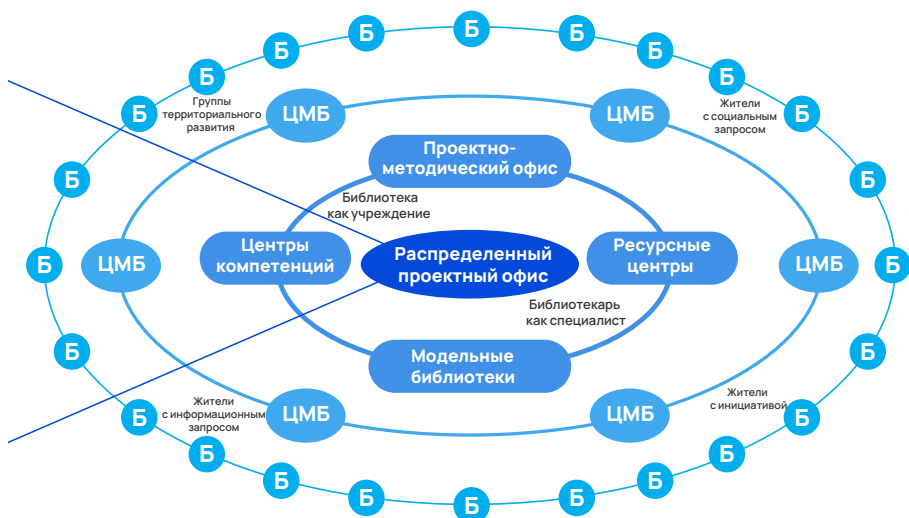 Б
Б
Б
Б
Б
Б
Б
Б
Группы
территориального
развития
Жители
с социальным
запросом
Б
Б
ЦМБ
ЦМБ
Проектно-
методический офис
Б
Б
Библиотека
как учреждение
Б
ЦМБ
Центры
компетенций
Распределенный
проектный офис
Ресурсные
центры
ЦМБ
Б
Библиотекарь
как специалист
Б
Модельные
библиотеки
Б
Жители
с информационным
запросом
ЦМБ
ЦМБ
Жители
с инициативой
Б
Б
Б
Б
Б
Б
Б
Б
Б